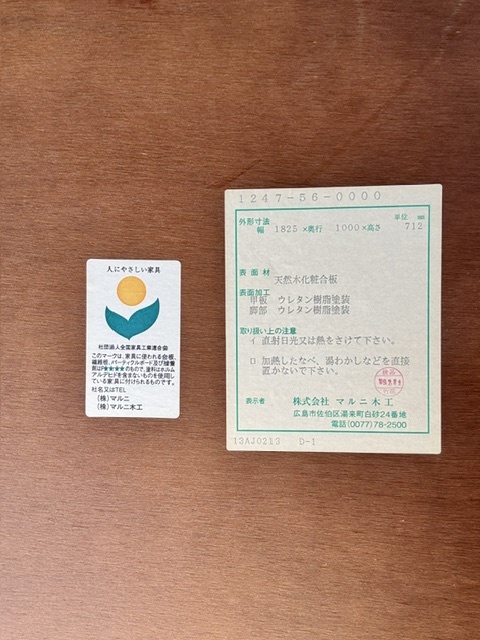 人にやさしい家具
社団法人全国家具工業連合会
このマークは、家具に使われる合板、
繊維板、パーティクルボード及び接着
剤はF★★★★のもので、塗料はホルム
アルデヒドを含まないものを使用し
ている家具に付けられるものです。
社名又はTEL
(株)マルニ
(株)マルニ木工
1247-56-0000
単位 mm
外形寸法
幅 1825×奥行 1000×高さ 712
表面材 天然木化粧合板
表面加工
甲板 ウレタン樹脂塗装
脚部 ウレタン樹脂塗装
取り扱い上の注意
イ 直射日光又は熱をさけて下さい。
ロ 加熱したなべ、湯わかしなどを直接
置かないで下さい。
表示者 株式会社 マルニ木工
広島市佐伯区湯来町白砂24番地
電話(0077)78-2500
13AJ0213 D-1